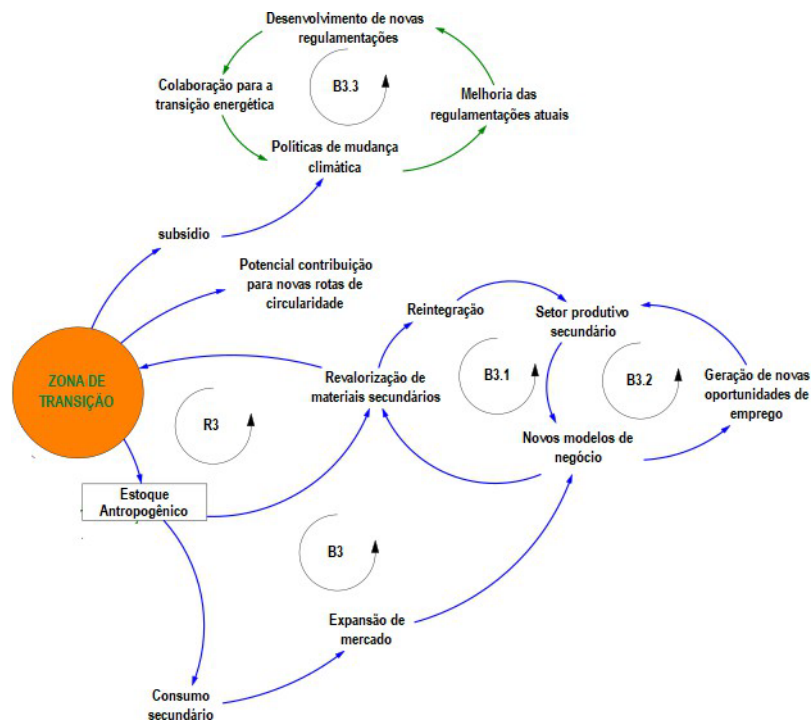 Desenvolvimento de novas
regulamentações
B3.3
Colaboração para a
transição energética
Melhoria das
regulamentações atuais
Políticas de mudança
climática
subsídio
Potencial contribuição
para novas rotas de
circularidade
Reintegração
Setor produtivo
secundário
ZONA DE
TRANSIÇÃO
Revalorização de
materiais secundários
B3.1
B3.2
Geração de novas
oportunidades de
emprego
R3
Novos modelos de
negócio
Estoque
Antropogênico
B3
Expansão de
mercado
Consumo
secundário